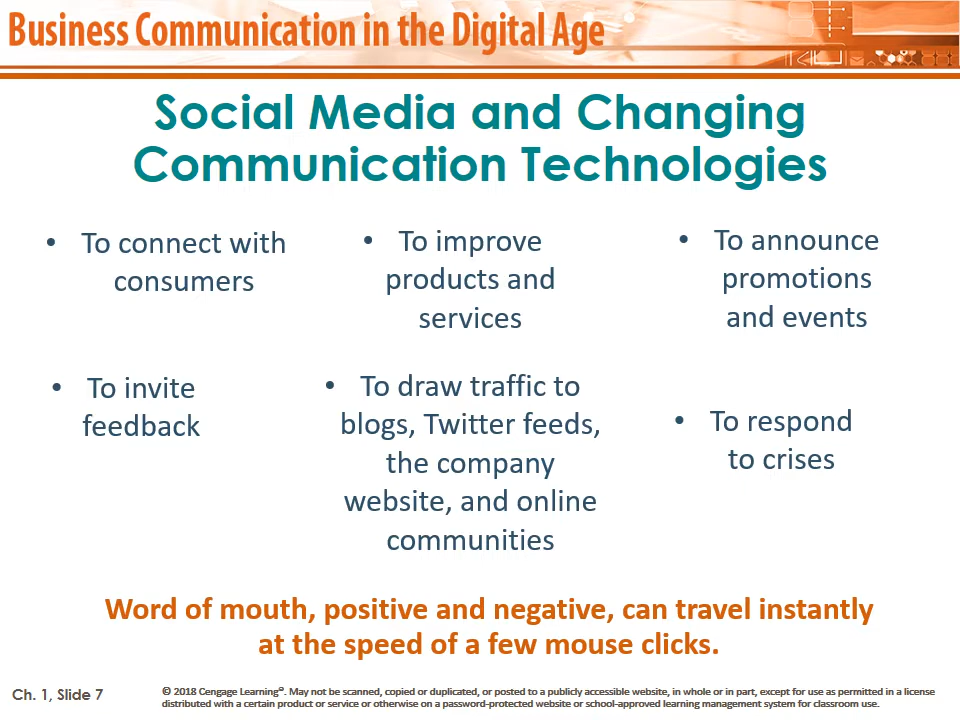 Business Communication in the Digital Age
Social Media and Changing
Communication Technologies
• To connect with
consumers
• To improve
products and
services
• To announce
promotions
and events
• To invite
feedback
• To draw traffic to
blogs, Twitter feeds,
the company
website, and online
communities
• To respond
to crises
Word of mouth, positive and negative, can travel instantly
at the speed of a few mouse clicks.
Ch. 1, Slide 7
© 2018 Cengage Learning®. May not be scanned, copied or duplicated, or posted to a publicly accessible website, in whole or in part, except for use as permitted in a license
distributed with a certain product or service or otherwise on a password-protected website or school-approved learning management system for classroom use.